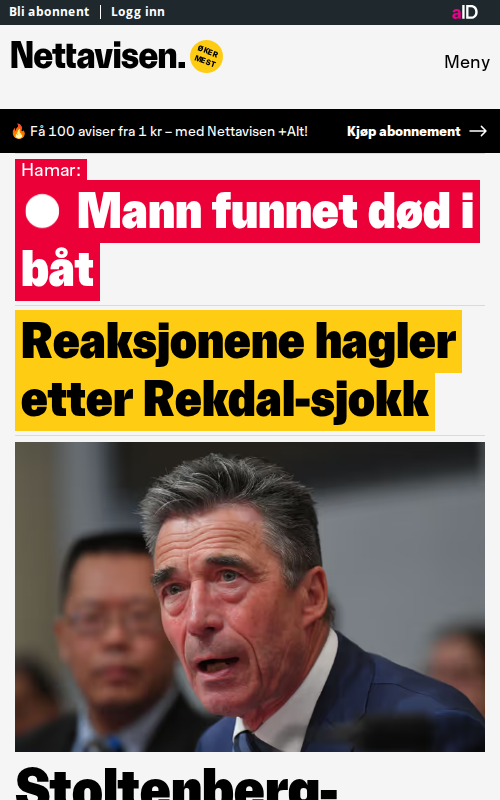 Bli abonnent | Logg inn
aID
Nettavisen.
ØKER
MEST
Meny
Få 100 aviser fra 1 kr – med Nettavisen +Alt!
Kjøp abonnement →
Hamar:
Mann funnet død i
båt
Reaksjonene hagler
etter Rekdal-sjokk
Stoltenberg-